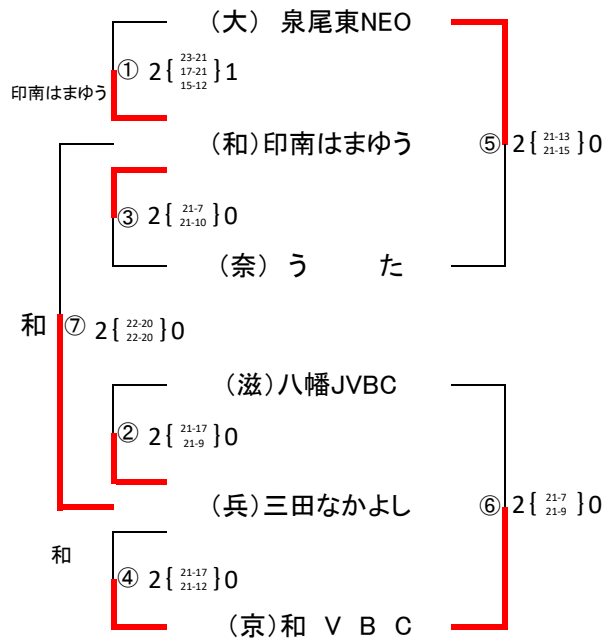 （大） 泉尾東NEO
① 2 { 23-21 17-21 15-12 } 1
印南はまゆう
（和）印南はまゆう
⑤ 2 { 21-13 21-15 } 0
③ 2 { 21-7 21-10 } 0
（奈） う た
和 ⑦ 2 { 22-20 22-20 } 0
（滋）八幡JVBC
② 2 { 21-17 21-9 } 0
（兵）三田なかよし
⑥ 2 { 21-7 21-9 } 0
和
④ 2 { 21-17 21-12 } 0
（京）和 V B C